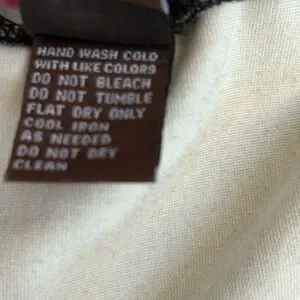 HAND WASH COLD
WITH LIKE COLORS
DO NOT BLEACH
DO NOT TUMBLE
FLAT DRY ONLY
COOL IRON
AS NEEDED
DO NOT DRY
CLEAN